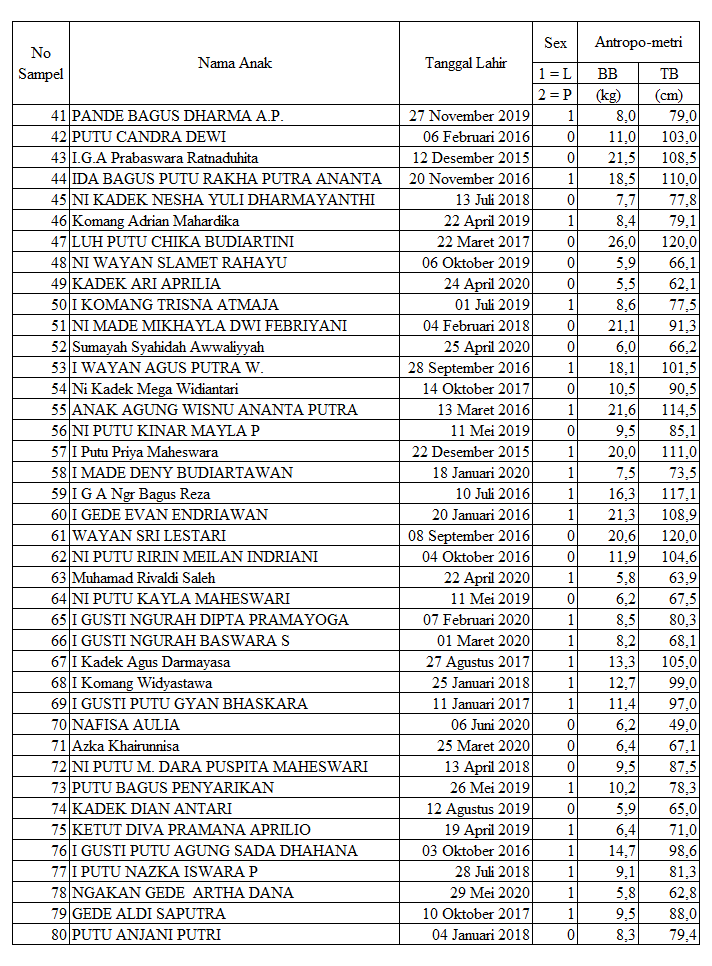 No Sampel Nama Anak Tanggal Lahir Sex Antropo-metri
1 = L BB TB
2 = P (kg) (cm)
41 PANDE BAGUS DHARMA A.P. 27 November 2019 1 8,0 79,0
42 PUTU CANDRA DEWI 06 Februari 2016 0 11,0 103,0
43 I.G.A Prabaswara Ratnaduhita 12 Desember 2015 0 21,5 108,5
44 IDA BAGUS PUTU RAKHA PUTRA ANANTA 20 November 2016 1 18,5 110,0
45 NI KADEK NESHA YULI DHARMAYANTHI 13 Juli 2018 0 7,7 77,8
46 Komang Adrian Mahardika 22 April 2019 1 8,4 79,1
47 LUH PUTU CHIKA BUDIARTINI 22 Maret 2017 0 26,0 120,0
48 NI WAYAN SLAMET RAHAYU 06 Oktober 2019 0 5,9 66,1
49 KADEK ARI APRILIA 24 April 2020 0 5,5 62,1
50 I KOMANG TRISNA ATMAJA 01 Juli 2019 1 8,6 77,5
51 NI MADE MIKHAYLA DWI FEBRIYANI 04 Februari 2018 0 21,1 91,3
52 Sumayah Syahidah Awwaliyyah 25 April 2020 0 6,0 66,2
53 I WAYAN AGUS PUTRA W. 28 September 2016 1 18,1 101,5
54 Ni Kadek Mega Widiantari 14 Oktober 2017 0 10,5 90,5
55 ANAK AGUNG WISNU ANANTA PUTRA 13 Maret 2016 1 21,6 114,5
56 NI PUTU KINAR MAYLA P 11 Mei 2019 0 9,5 85,1
57 I Putu Priya Maheswara 22 Desember 2015 1 20,0 111,0
58 I MADE DENY BUDIARTAWAN 18 Januari 2020 1 7,5 73,5
59 I G A Ngr Bagus Reza 10 Juli 2016 1 16,3 117,1
60 I GEDE EVAN ENDRIAWAN 20 Januari 2016 1 21,3 108,9
61 WAYAN SRI LESTARI 08 September 2016 0 20,6 120,0
62 NI PUTU RIRIN MEILAN INDRIANI 04 Oktober 2016 0 11,9 104,6
63 Muhamad Rivaldi Saleh 22 April 2020 1 5,8 63,9
64 NI PUTU KAYLA MAHESWARI 11 Mei 2019 0 6,2 67,5
65 I GUSTI NGURAH DIPTA PRAMAYOGA 07 Februari 2020 1 8,5 80,3
66 I GUSTI NGURAH BASWARA S 01 Maret 2020 1 8,2 68,1
67 I Kadek Agus Darmayasa 27 Agustus 2017 1 13,3 105,0
68 I Komang Widyastawa 25 Januari 2018 1 12,7 99,0
69 I GUSTI PUTU GYAN BHASKARA 11 Januari 2017 1 11,4 97,0
70 NAFISA AULIA 06 Juni 2020 0 6,2 49,0
71 Azka Khairunnisa 25 Maret 2020 0 6,4 67,1
72 NI PUTU M. DARA PUSPITA MAHESWARI 13 April 2018 0 9,5 87,5
73 PUTU BAGUS PENYARIKAN 26 Mei 2019 1 10,2 78,3
74 KADEK DIAN ANTARI 12 Agustus 2019 0 5,9 65,0
75 KETUT DIVA PRAMANA APRILIO 19 April 2019 1 6,4 71,0
76 I GUSTI PUTU AGUNG SADA DHAHANA 03 Oktober 2016 1 14,7 98,6
77 I PUTU NAZKA ISWARA P 28 Juli 2018 1 9,1 81,3
78 NGAKAN GEDE ARTHA DANA 29 Mei 2020 1 5,8 62,8
79 GEDE ALDI SAPUTRA 10 Oktober 2017 1 9,5 88,0
80 PUTU ANJANI PUTRI 04 Januari 2018 0 8,3 79,4